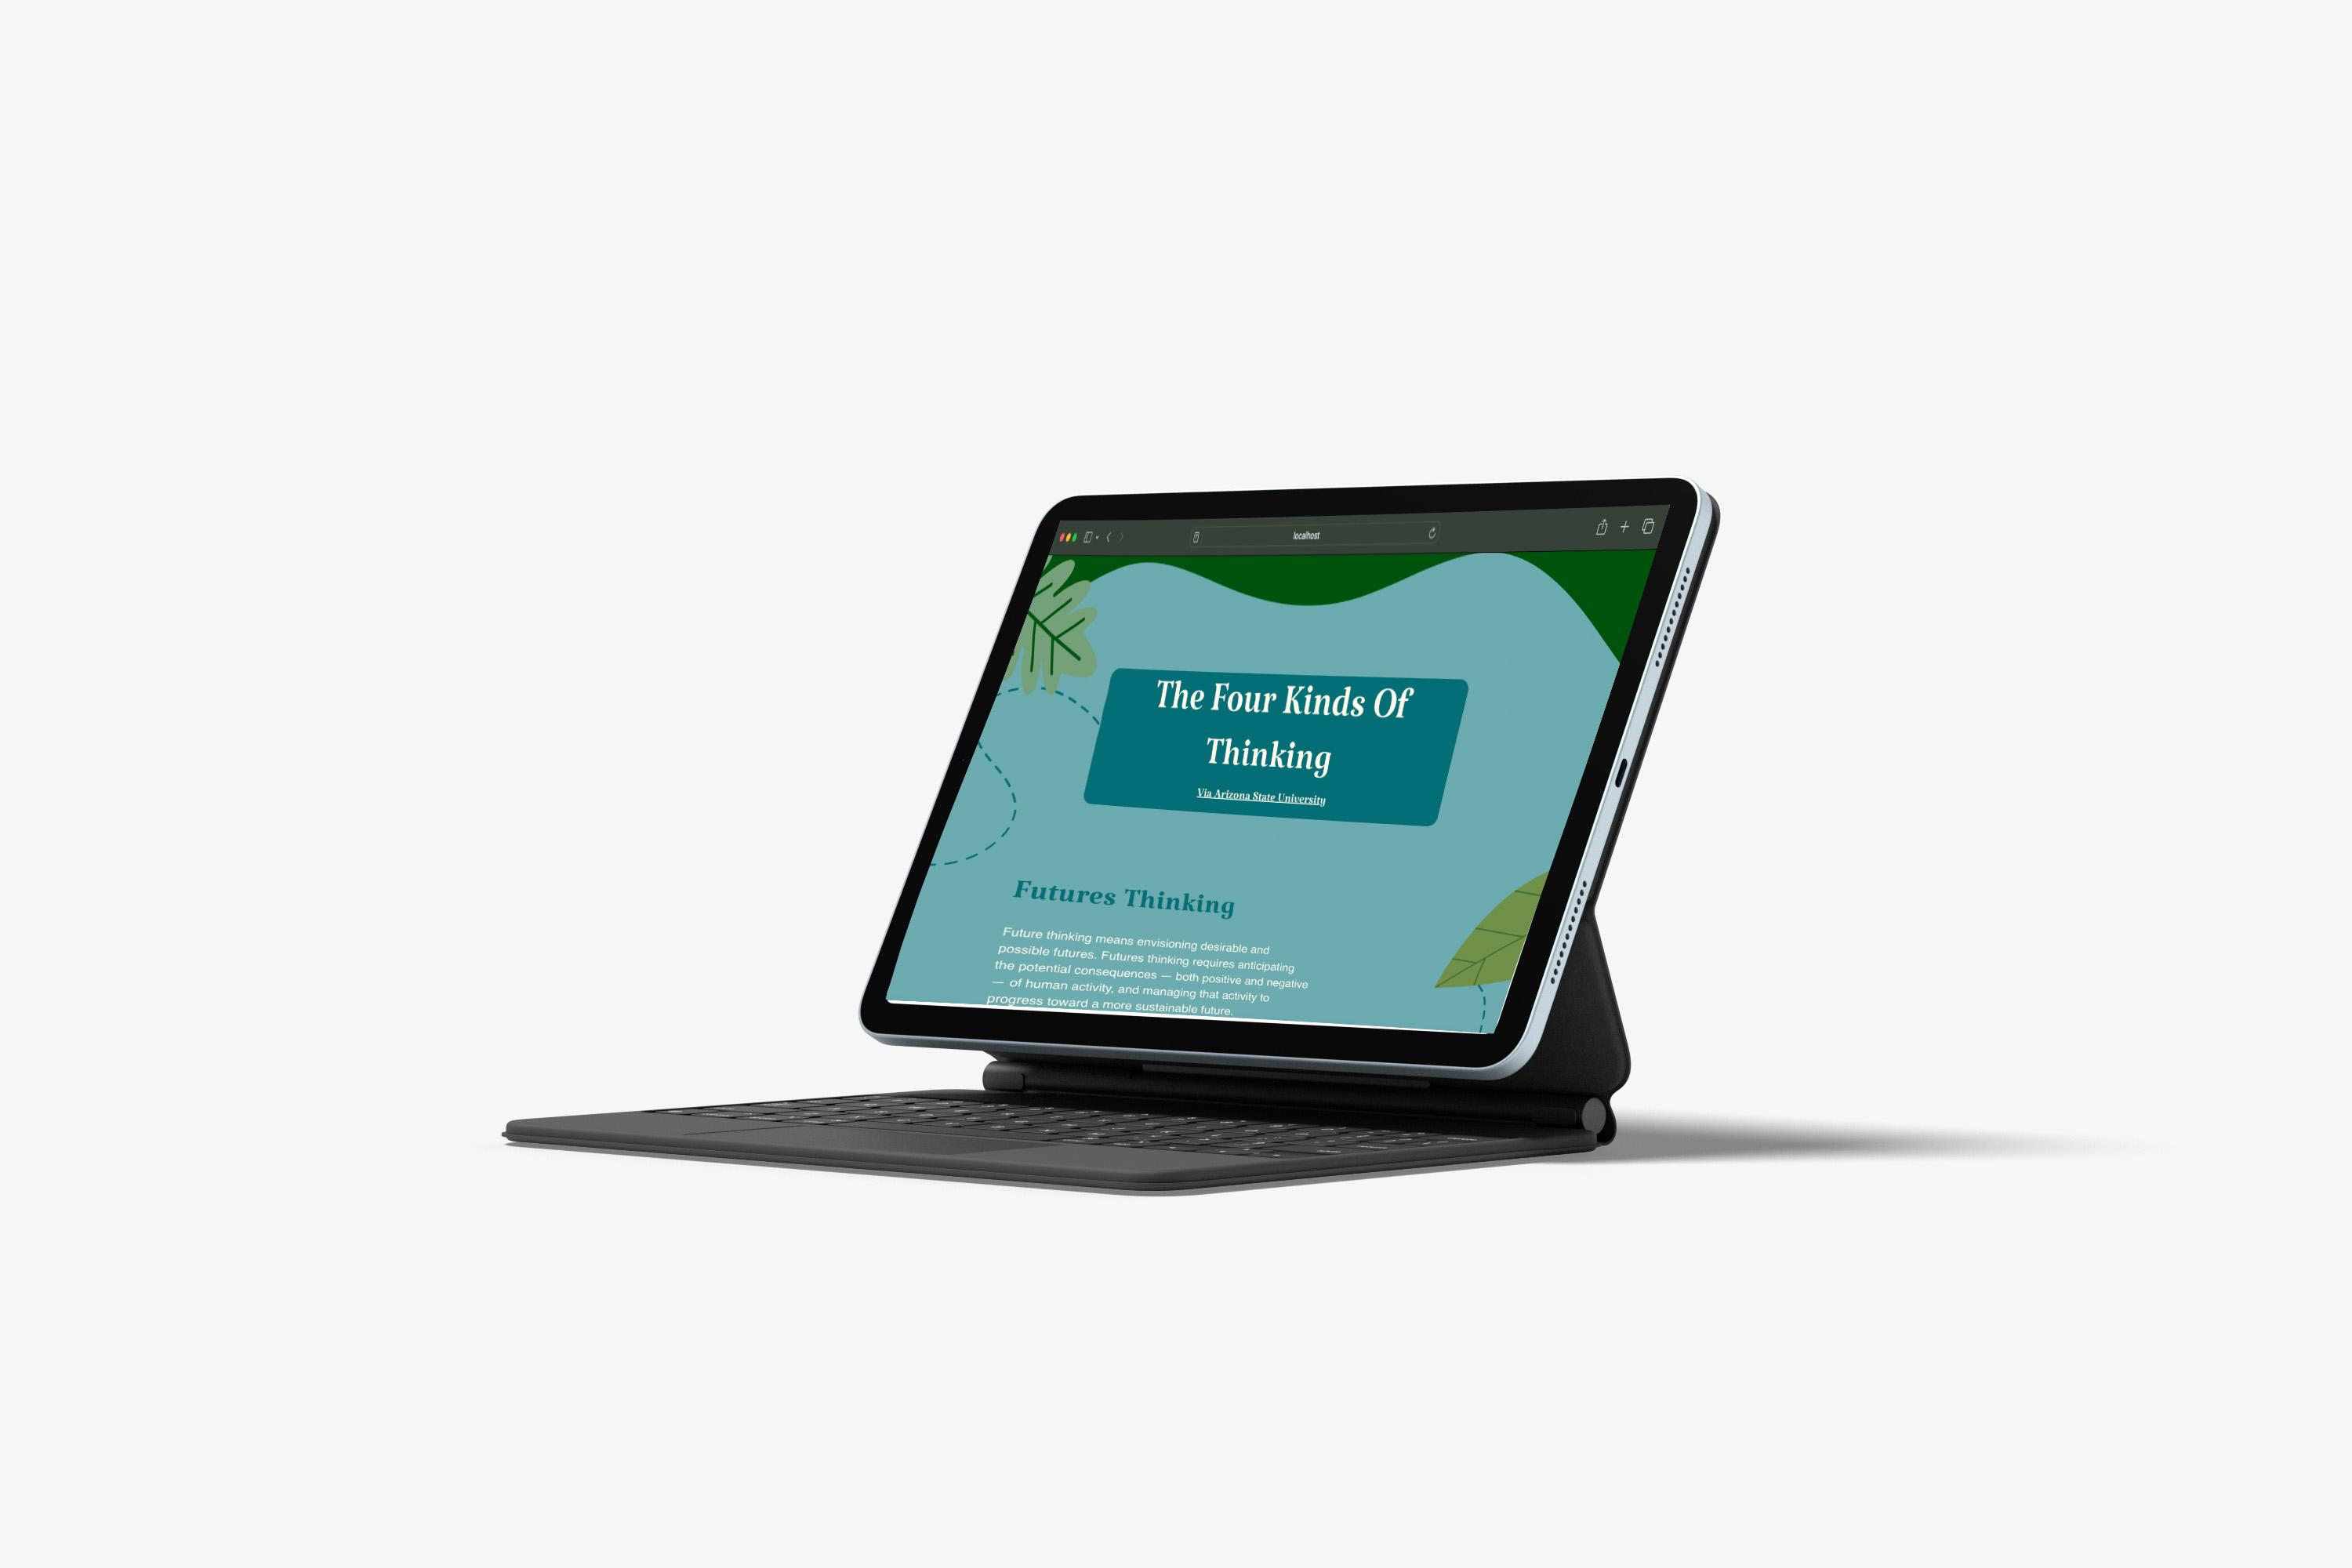 localhost
The Four Kinds Of
Thinking
Via Arizona State University
Futures Thinking
Future thinking means envisioning desirable and
possible futures. Futures thinking requires anticipating
the potential consequences — both positive and negative
— of human activity, and managing that activity to
progress toward a more sustainable future.